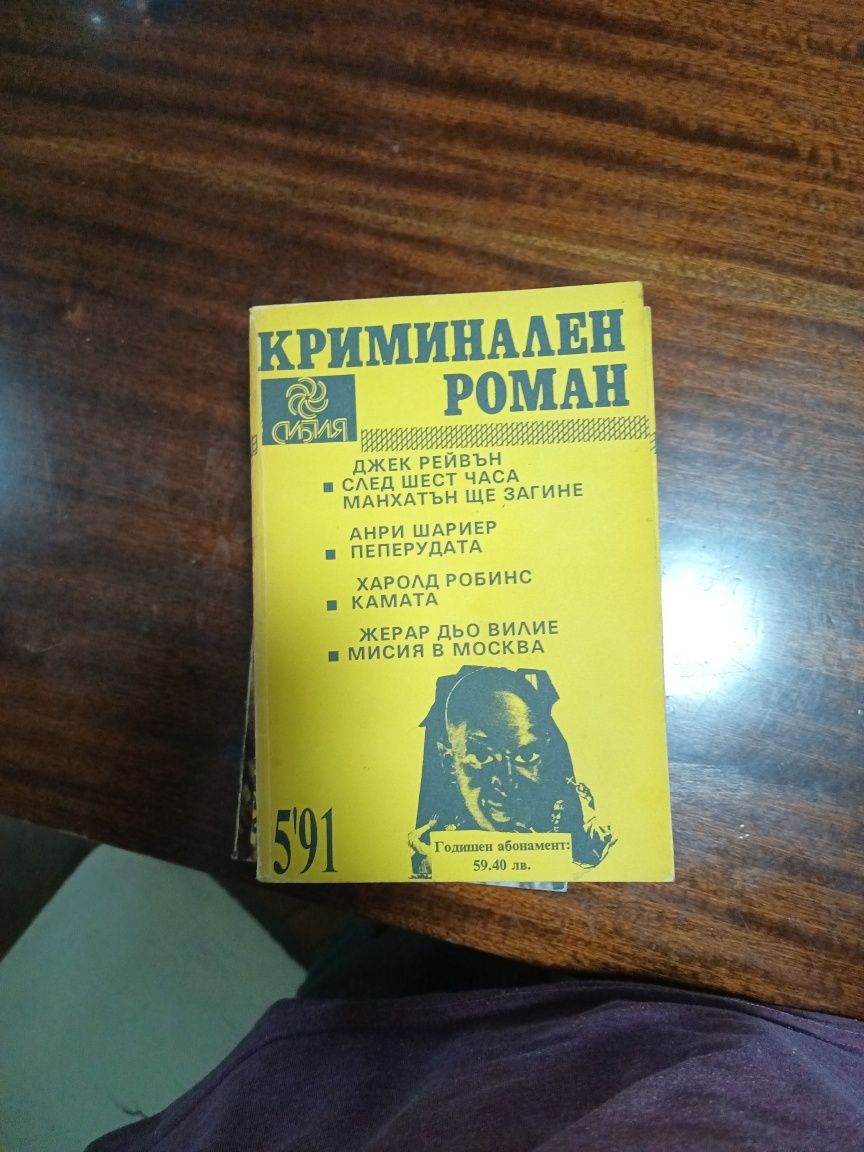 КРИМИНАЛЕН
РОМАН
СИБИЛЯ
ДЖЕК РЕЙВЪН
СЛЕД ШЕСТ ЧАСА
МАНХАТЪН ЩЕ ЗАГИНЕ
АНРИ ШАРИЕР
ПЕПЕРУДАТА
ХАРОЛД РОБИНС
КАМАТА
ЖЕРАР ДЬО ВИЛИЕ
МИСИЯ В МОСКВА
5'91
Годишен абонамент:
59.40 лв.